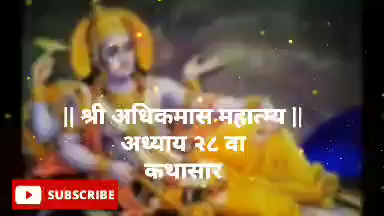 || श्री अधिकमास महात्म्य ||
अध्याय २८ वा
कथासार
SUBSCRIBE